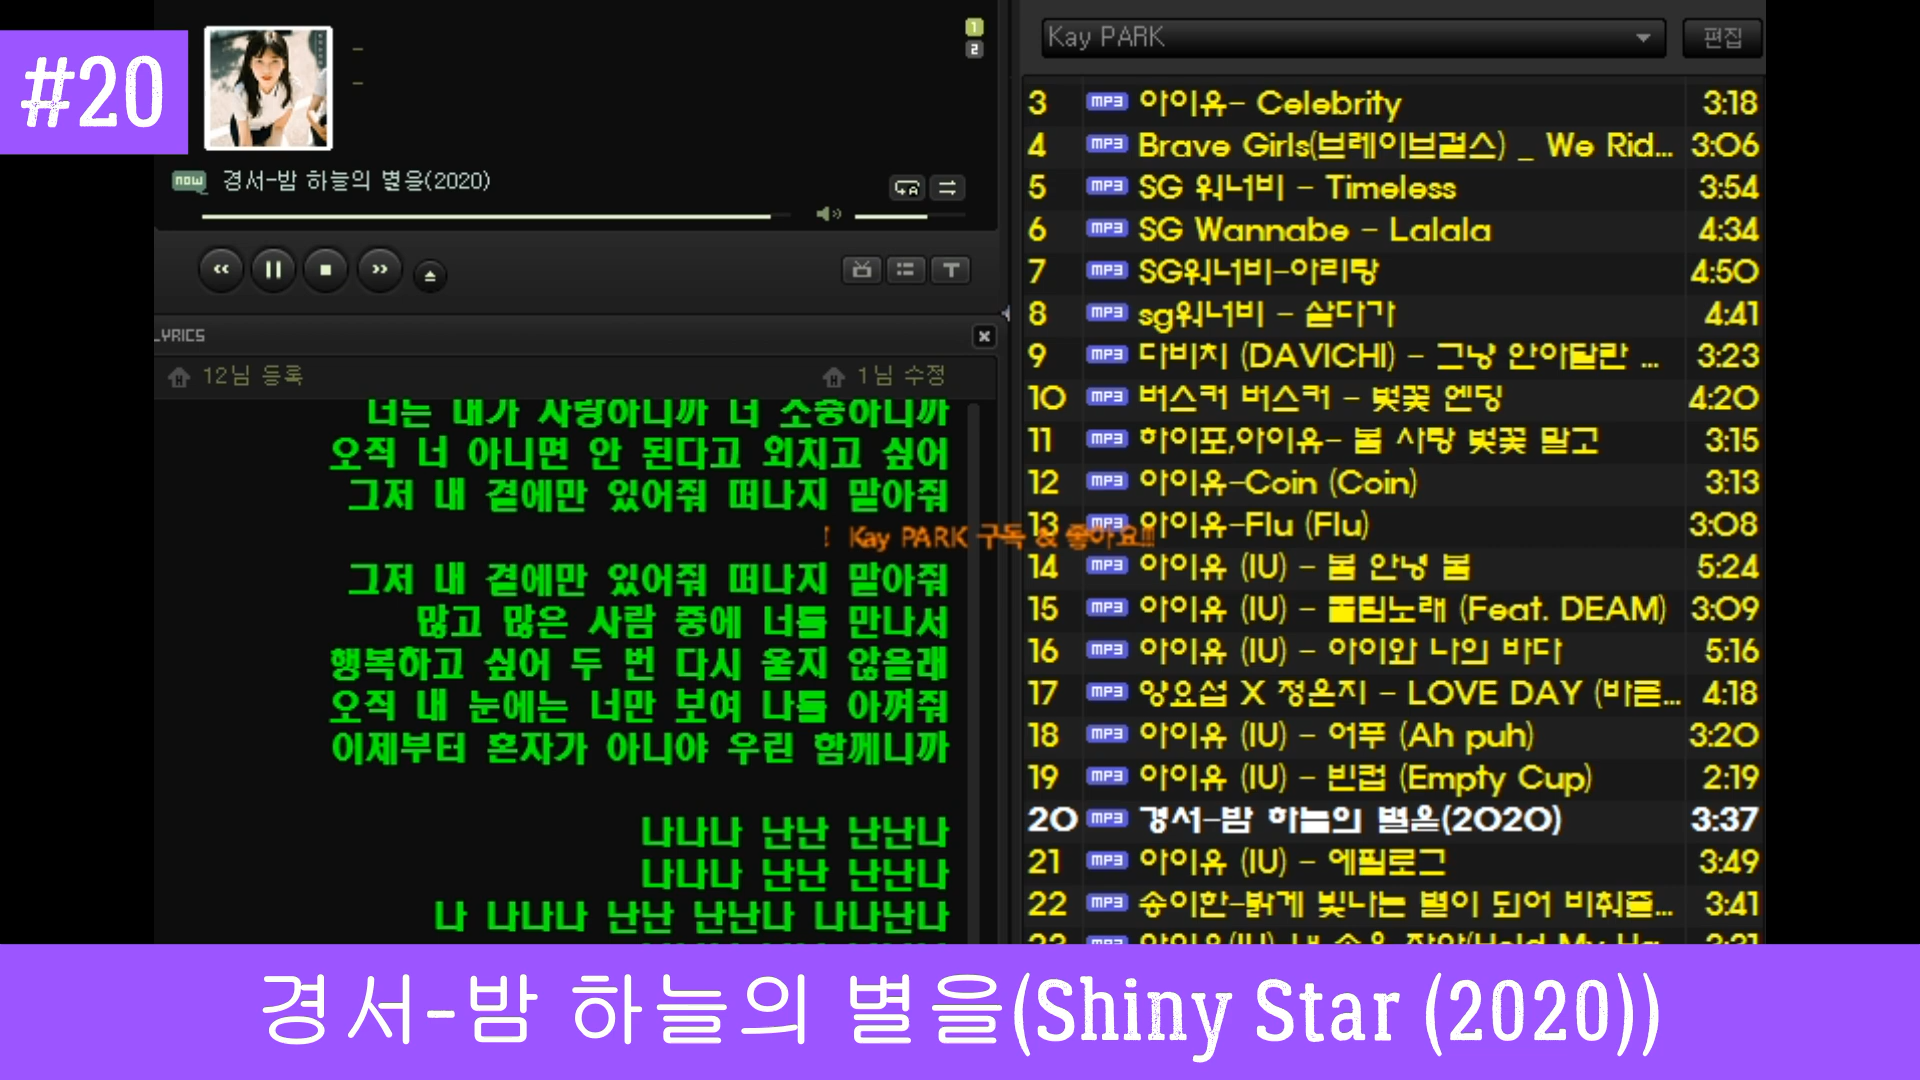 #20
1
2
now 경서-밤 하늘의 별을(2020)
LYRICS
12님 등록
1님 수정
너는 내가 사랑하니까 너 소중하니까
오직 너 아니면 안 된다고 외치고 싶어
그저 내 곁에만 있어줘 떠나지 말아줘
! Kay PARK 구독 & 좋아요!!!
그저 내 곁에만 있어줘 떠나지 말아줘
많고 많은 사람 중에 너를 만나서
행복하고 싶어 두 번 다시 울지 않을래
오직 내 눈에는 너만 보여 나를 아껴줘
이제부터 혼자가 아니야 우린 함께니까
나나나 난난 난난나
나나나 난난 난난나
나 나나나 난난 난난나 나나난나
Kay PARK
편집
3 MP3 아이유- Celebrity 3:18
4 MP3 Brave Girls(브레이브걸스) _ We Rid... 3:06
5 MP3 SG 워너비 - Timeless 3:54
6 MP3 SG Wannabe - Lalala 4:34
7 MP3 SG워너비-아리랑 4:50
8 MP3 sg워너비 - 살다가 4:41
9 MP3 다비치 (DAVICHI) - 그냥 안아달란 ... 3:23
10 MP3 버스커 버스커 - 벚꽃 엔딩 4:20
11 MP3 하이포,아이유- 봄 사랑 벚꽃 말고 3:15
12 MP3 아이유-Coin (Coin) 3:13
13 MP3 아이유-Flu (Flu) 3:08
14 MP3 아이유 (IU) - 봄 안녕 봄 5:24
15 MP3 아이유 (IU) - 돌림노래 (Feat. DEAM) 3:09
16 MP3 아이유 (IU) - 아이와 나의 바다 5:16
17 MP3 양요섭 X 정은지 - LOVE DAY (바른... 4:18
18 MP3 아이유 (IU) - 어푸 (Ah puh) 3:20
19 MP3 아이유 (IU) - 빈컵 (Empty Cup) 2:19
20 MP3 경서-밤 하늘의 별을(2020) 3:37
21 MP3 아이유 (IU) - 에필로그 3:49
22 MP3 송이한-밝게 빛나는 별이 되어 비춰줄... 3:41
경서-밤 하늘의 별을(Shiny Star (2020))